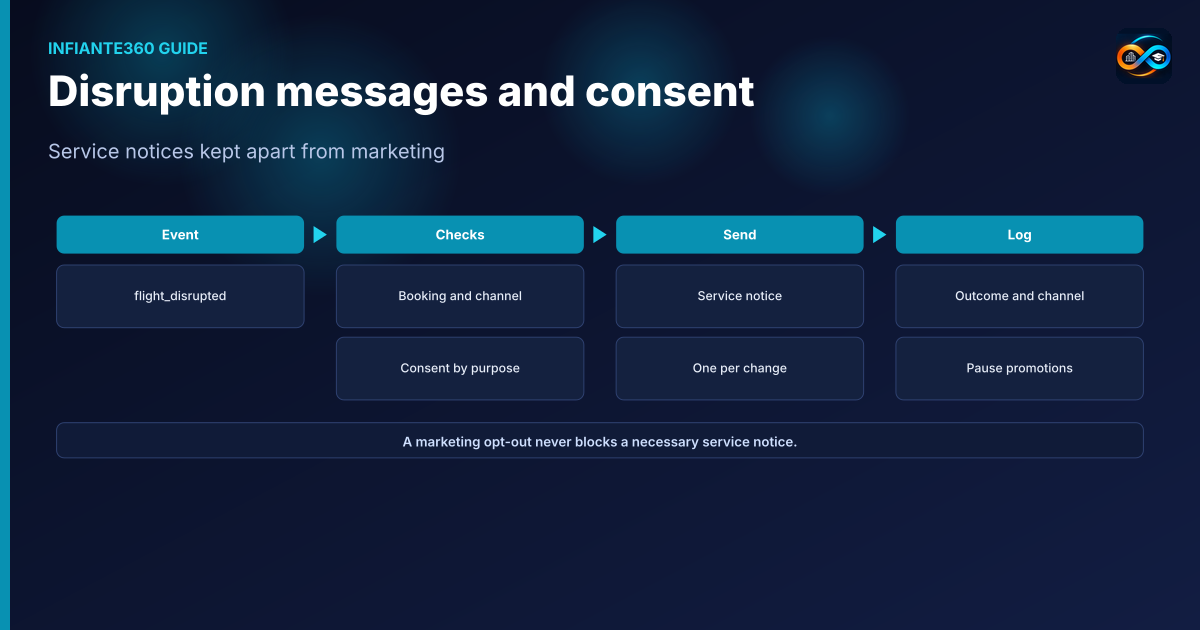 INFIANTE360 GUIDE
Disruption messages and consent
Service notices kept apart from marketing
Event
Checks
Send
Log
flight_disrupted
Booking and channel
Service notice
Outcome and channel
Consent by purpose
One per change
Pause promotions
A marketing opt-out never blocks a necessary service notice.